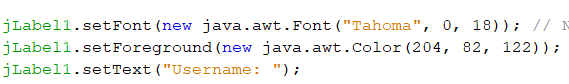 jLabel1.setFont(new java.awt.Font("Tahoma", 0, 18)); // N
jLabel1.setForeground(new java.awt.Color(204, 82, 122));
jLabel1.setText("Username: ");